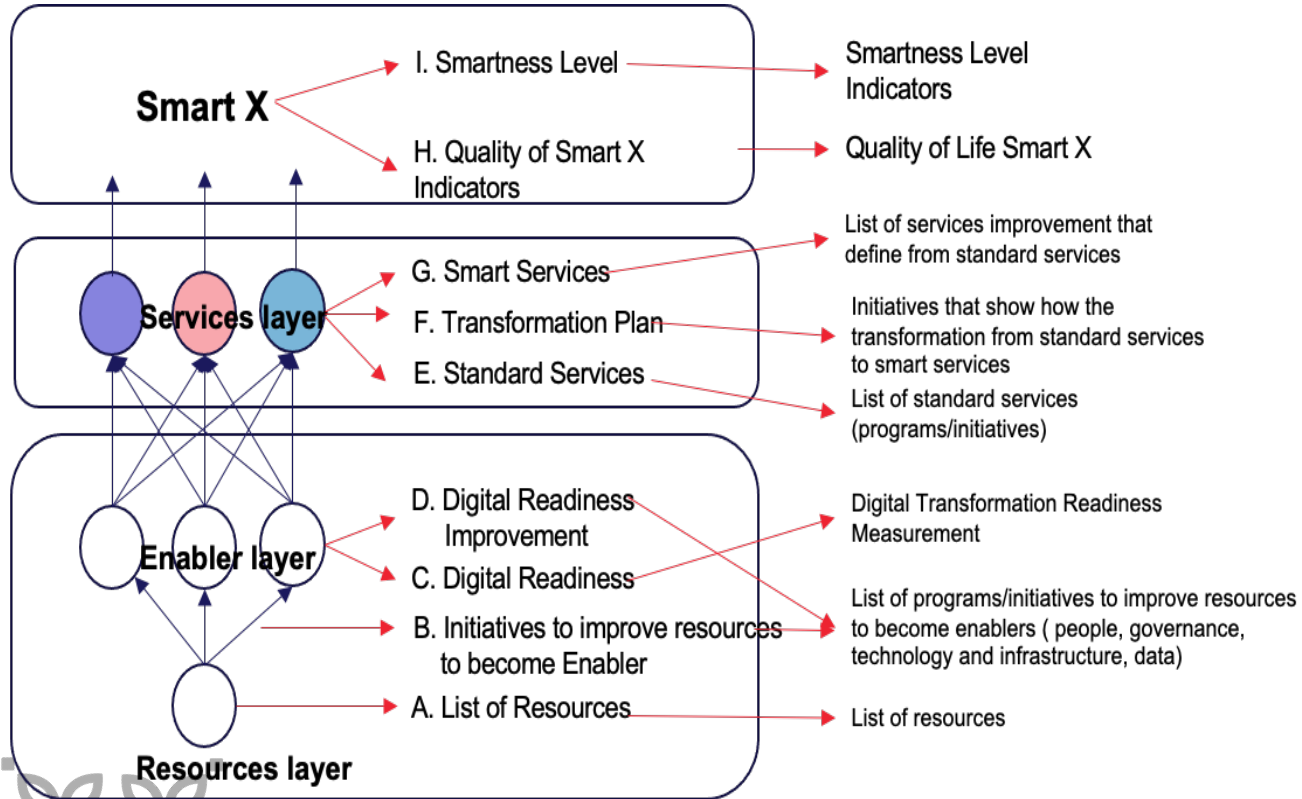 Smart X
I. Smartness Level
H. Quality of Smart X
Indicators
Smartness Level
Indicators
Quality of Life Smart X
Services layer
G. Smart Services
F. Transformation Plan
E. Standard Services
List of services improvement that
define from standard services
Initiatives that show how the
transformation from standard services
to smart services
List of standard services
(programs/initiatives)
Enabler layer
D. Digital Readiness
Improvement
C. Digital Readiness
B. Initiatives to improve resources
to become Enabler
A. List of Resources
Digital Transformation Readiness
Measurement
List of programs/initiatives to improve resources
to become enablers ( people, governance,
technology and infrastructure, data)
List of resources
Resources layer